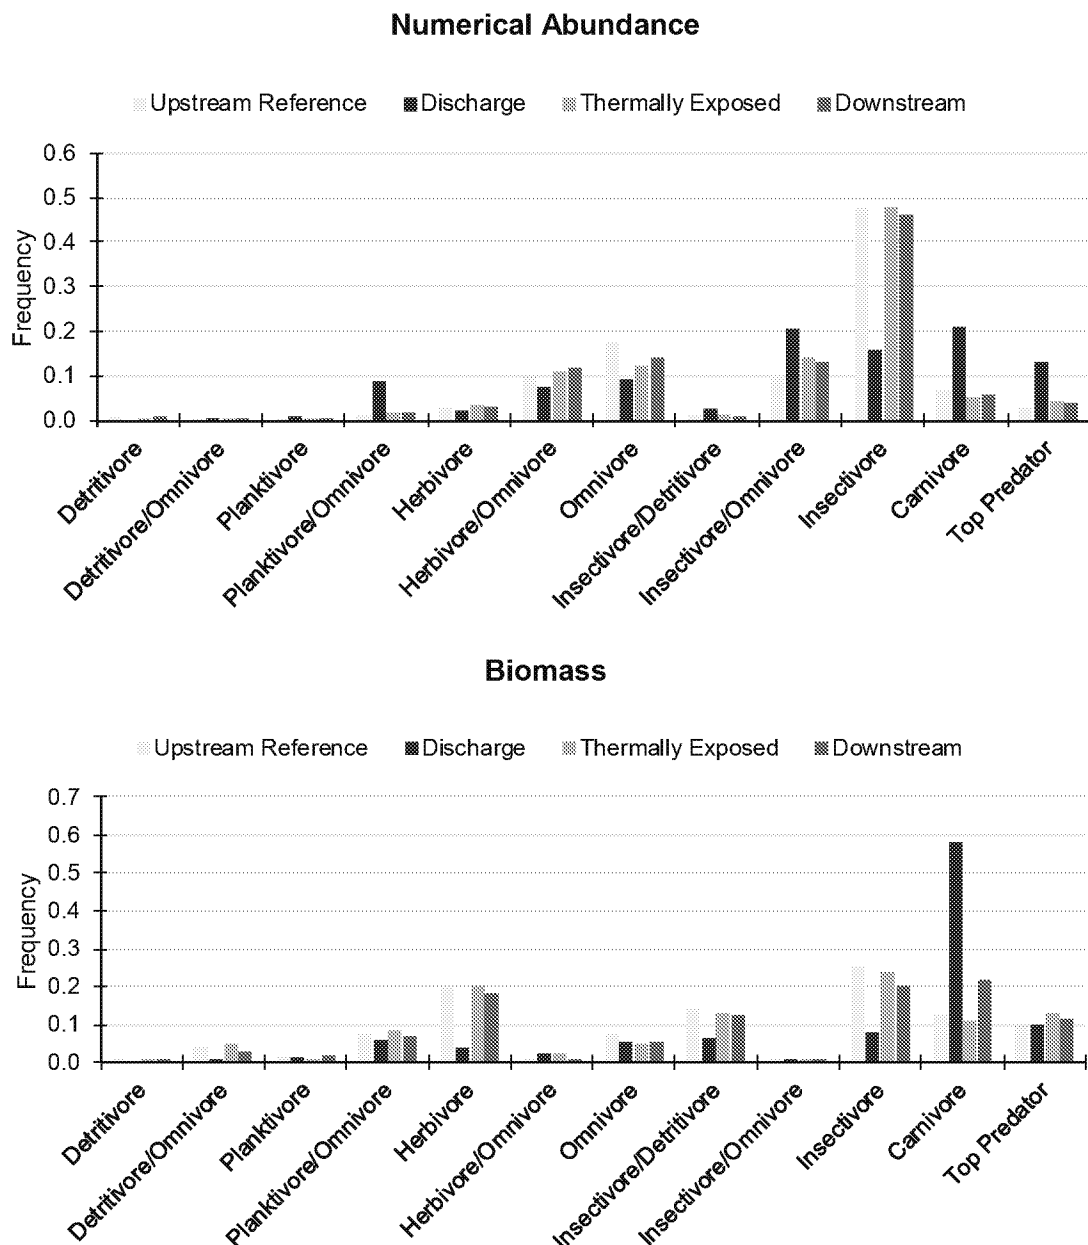 Numerical Abundance
Upstream Reference Discharge Thermally Exposed Downstream
0.6
0.5
0.4
0.3
0.2
0.1
0.0
Frequency
Detritivore
Detritivore/Omnivore
Planktivore
Planktivore/Omnivore
Herbivore
Herbivore/Omnivore
Omnivore
Insectivore/Detritivore
Insectivore/Omnivore
Insectivore
Carnivore
Top Predator
Biomass
Upstream Reference Discharge Thermally Exposed Downstream
0.7
0.6
0.5
0.4
0.3
0.2
0.1
0.0
Frequency
Detritivore
Detritivore/Omnivore
Planktivore
Planktivore/Omnivore
Herbivore
Herbivore/Omnivore
Omnivore
Insectivore/Detritivore
Insectivore/Omnivore
Insectivore
Carnivore
Top Predator